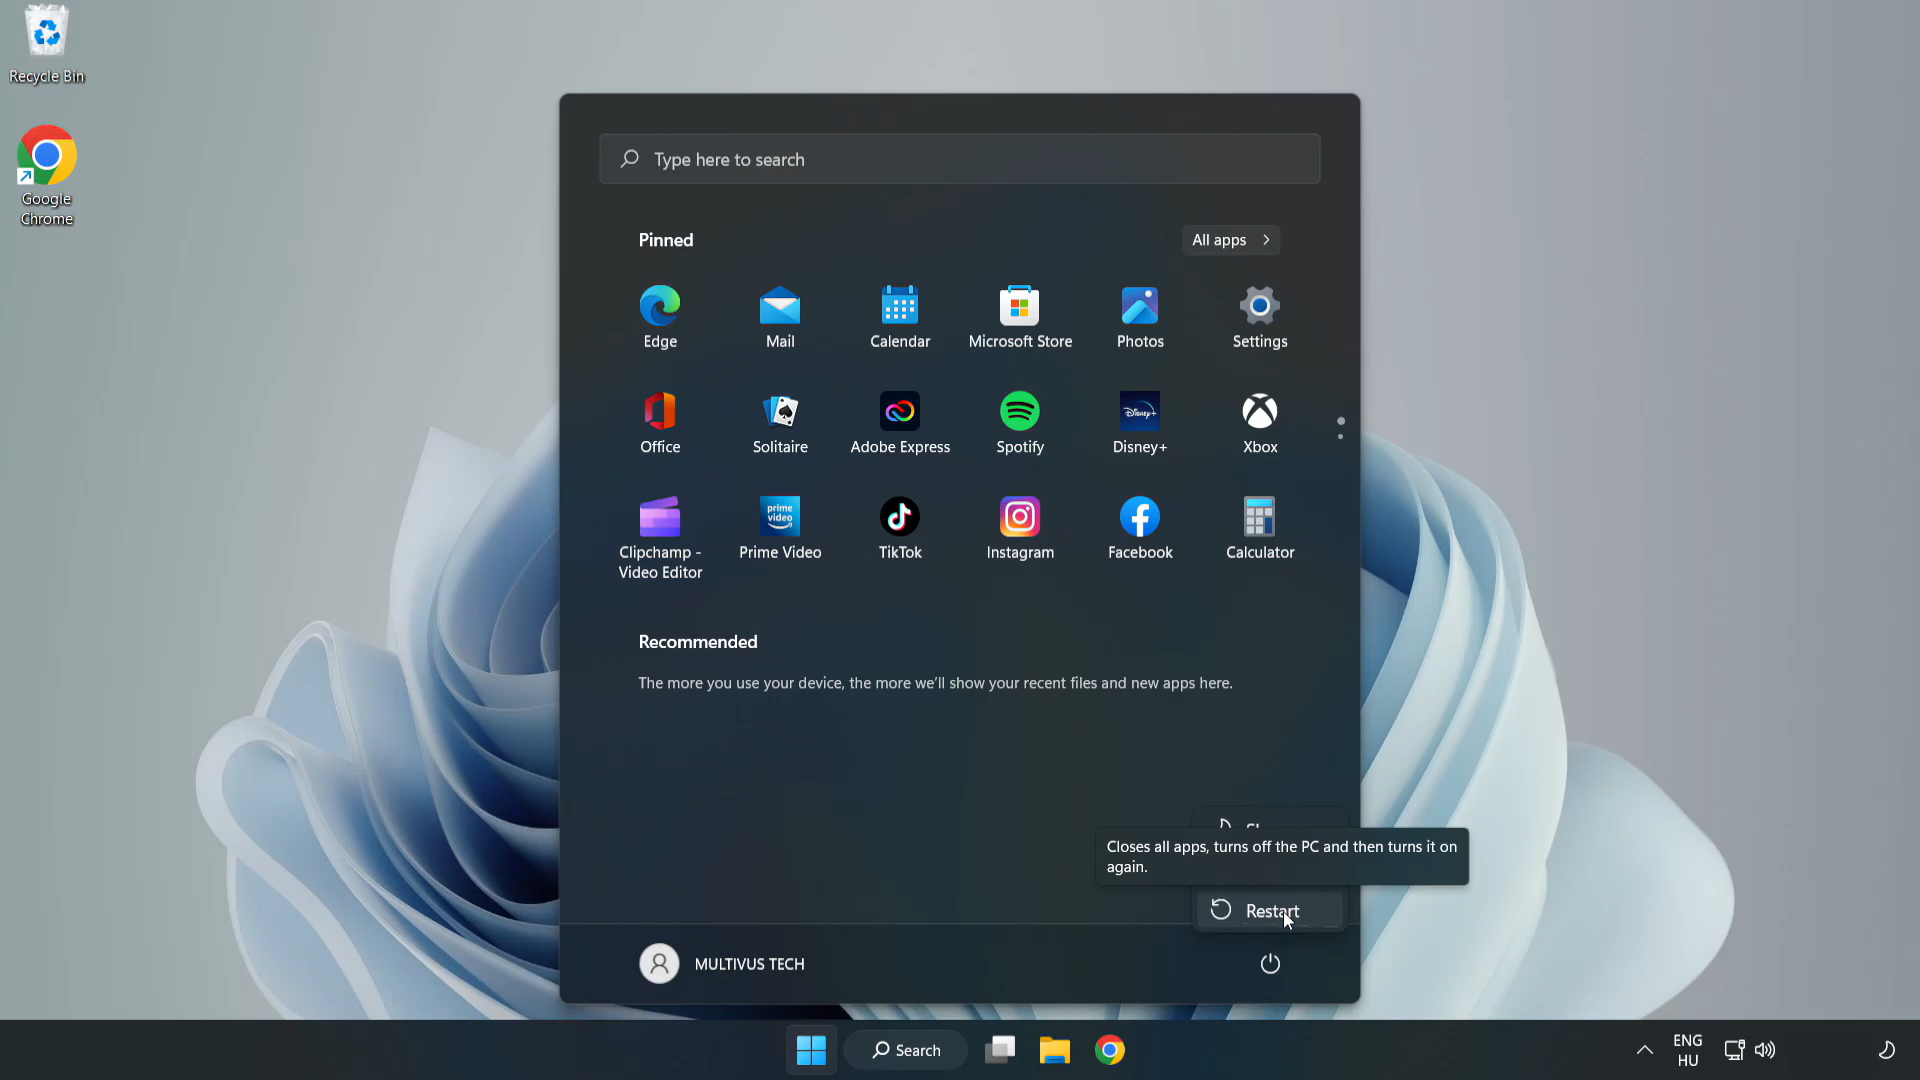 Recycle Bin
Google
Chrome
Type here to search
Pinned
All apps
Edge
Mail
Calendar
Microsoft Store
Photos
Settings
Office
Solitaire
Adobe Express
Spotify
Disney+
Xbox
Clipchamp -
Video Editor
prime
video
Prime Video
TikTok
Instagram
Facebook
Calculator
Recommended
The more you use your device, the more we'll show your recent files and new apps here.
Closes all apps, turns off the PC and then turns it on
again.
Restart
MULTIVUS TECH
Search
ENG
HU